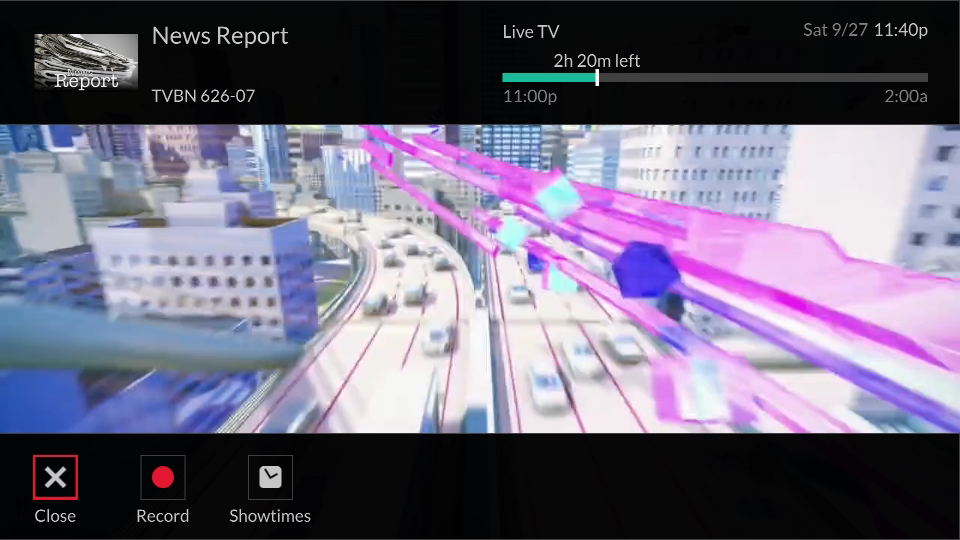 Report
News Report
TVBN 626-07
Live TV
Sat 9/27 11:40p
2h 20m left
11:00p
2:00a
Close
Record
Showtimes